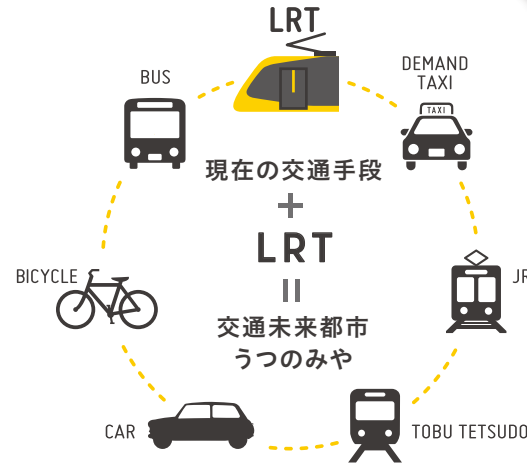 LRT
BUS
DEMAND
TAXI
TAXI
現在の交通手段
+
LRT
=
交通未来都市
うつのみや
BICYCLE
JR
CAR
TOBU TETSUDO